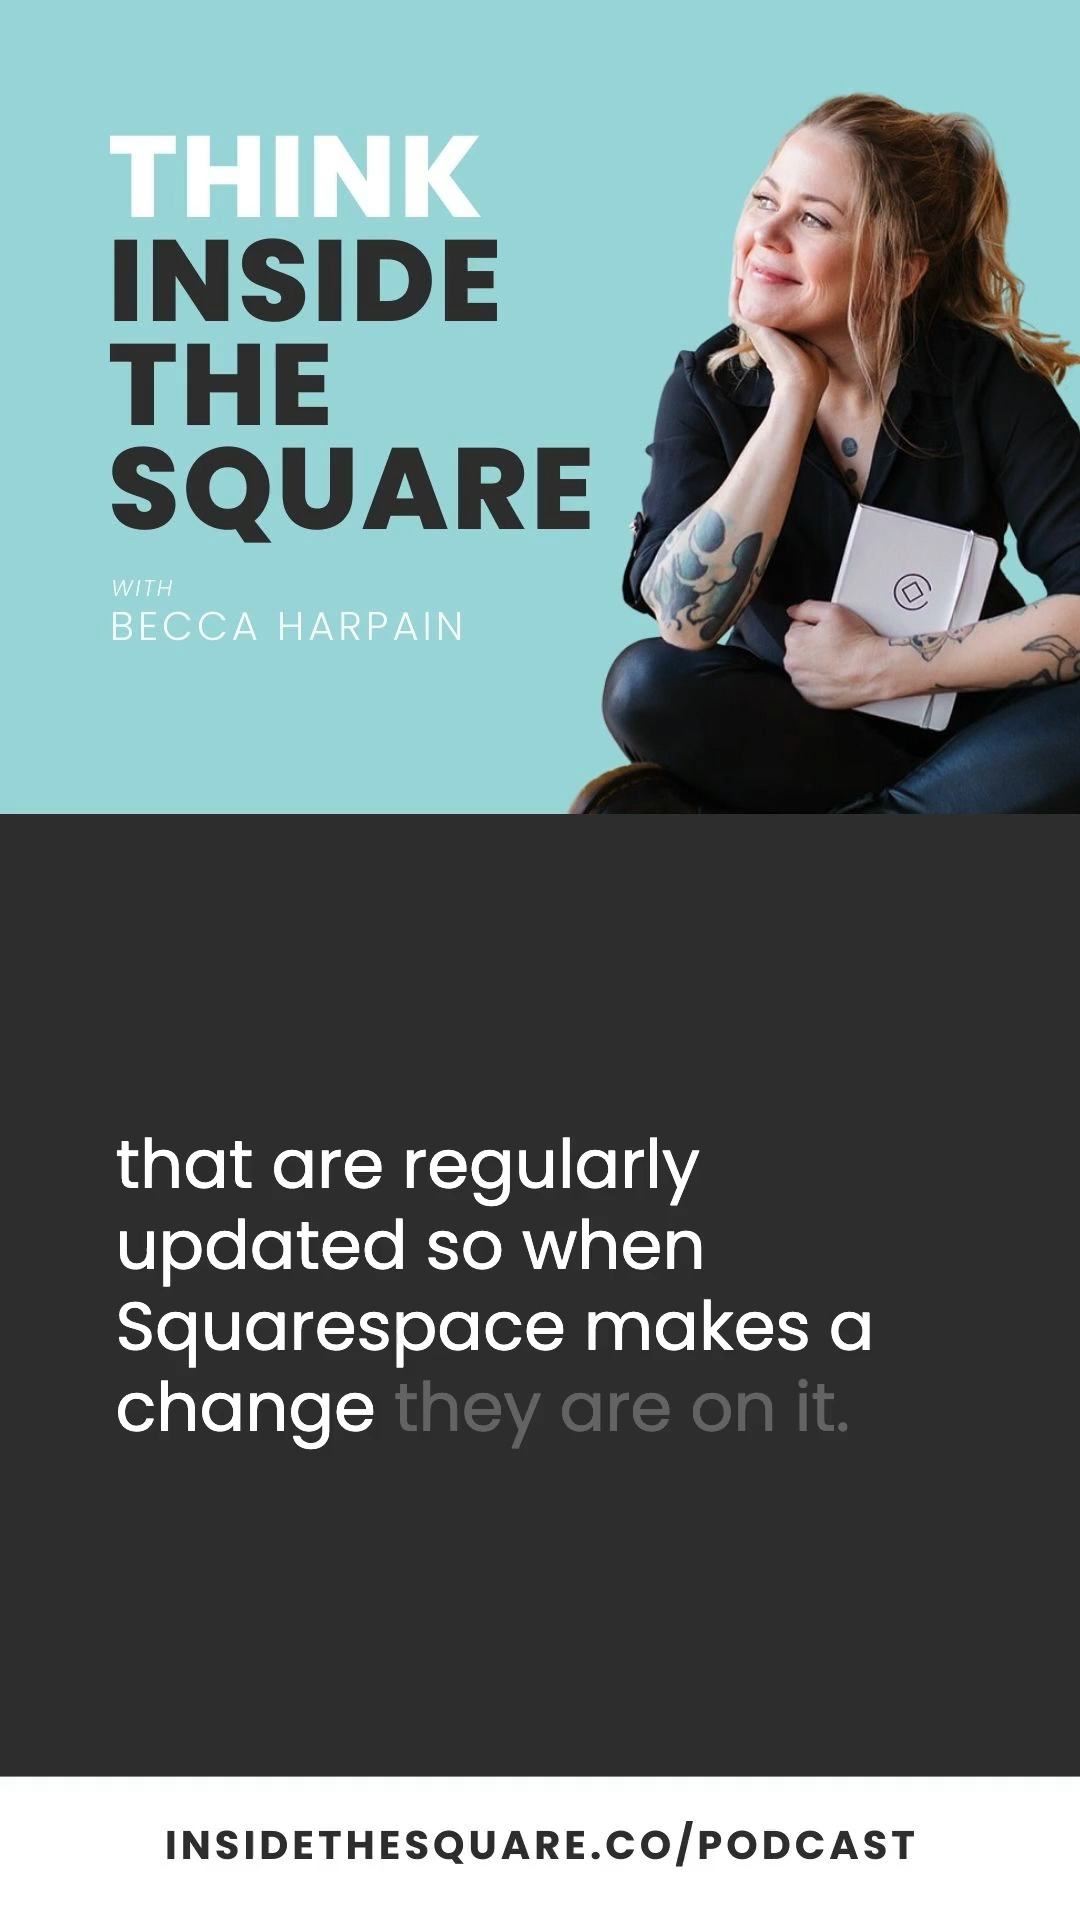 THINK
INSIDE
THE
SQUARE
WITH
BECCA HARPAIN
that are regularly
updated so when
Squarespace makes a
change they are on it.
INSIDETHESQUARE.CO/PODCAST